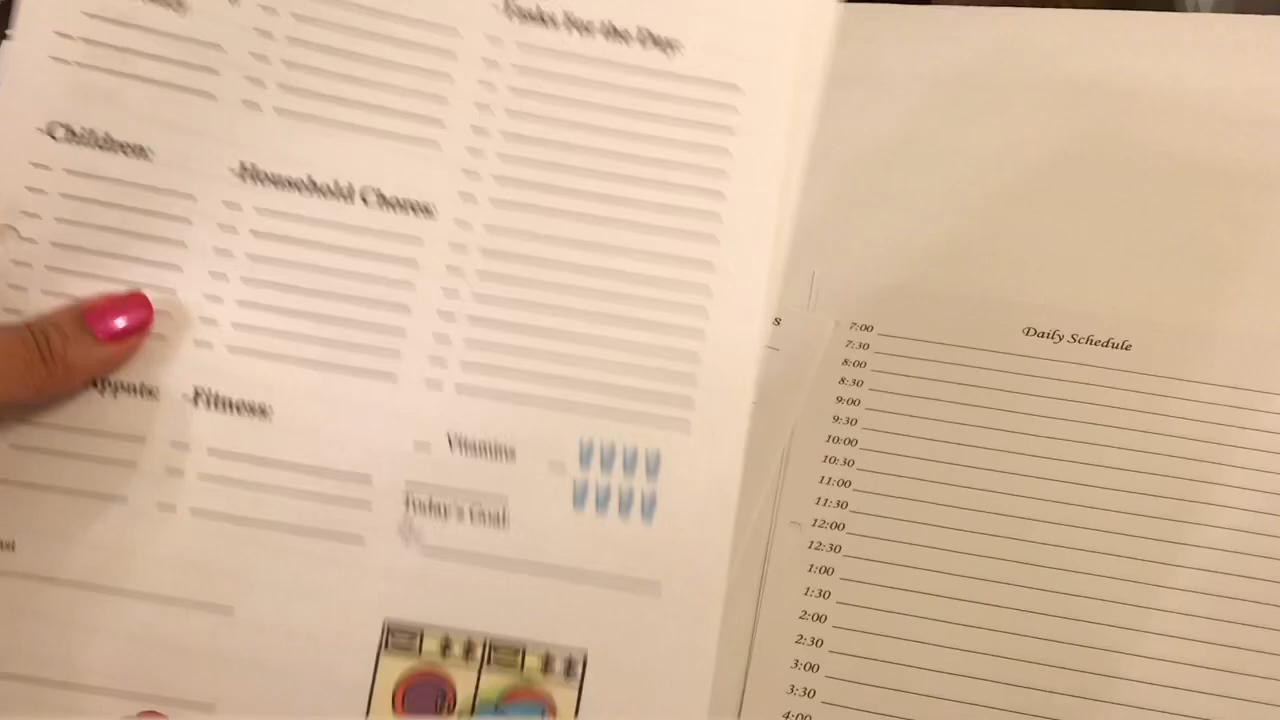 Tasks For the Day:
Children:
Household Chores:
Appnts:
Fitness:
Vitamins
Today's Goal:
s
Daily Schedule
7:00
7:30
8:00
8:30
9:00
9:30
10:00
10:30
11:00
11:30
12:00
12:30
1:00
1:30
2:00
2:30
3:00
3:30
4:00